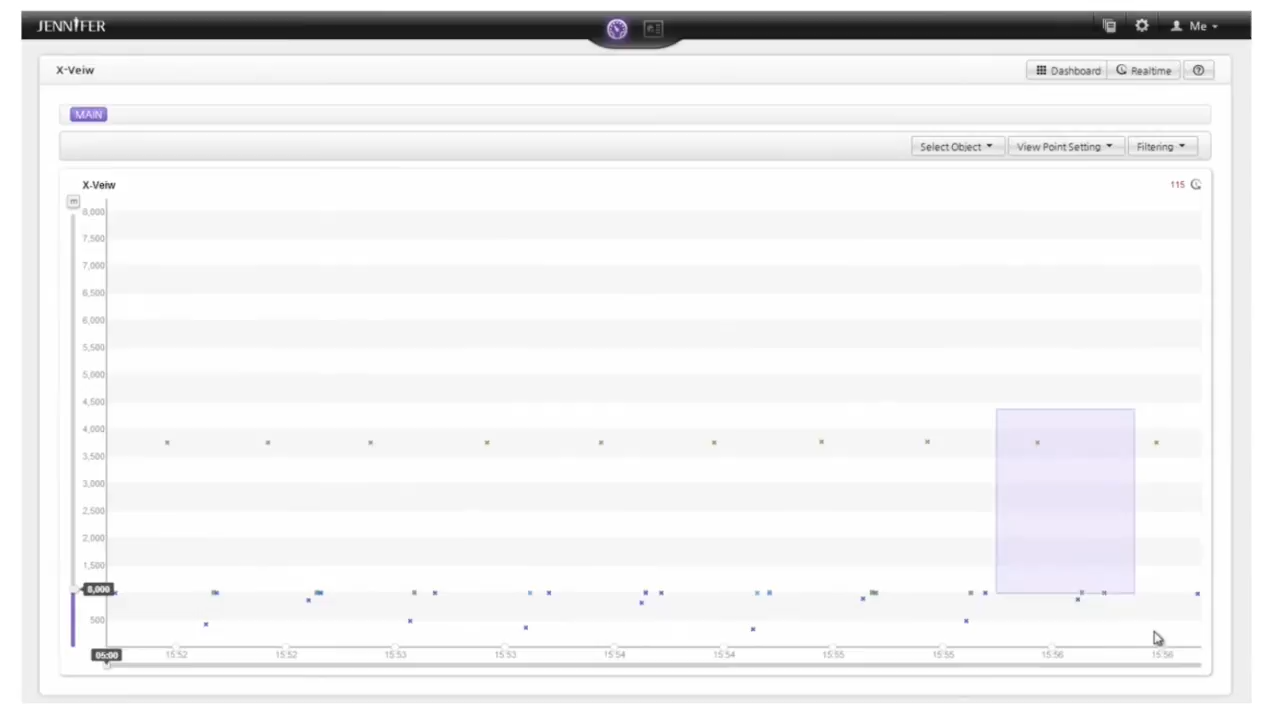 JENNIFER
Me
X-Veiw
Dashboard
Realtime
MAIN
Select Object
View Point Setting
Filtering
X-Veiw
115
m
8,000
7,500
7,000
6,500
6,000
5,500
5,000
4,500
4,000
3,500
3,000
2,500
2,000
1,500
8,000
500
05:00
15:52
15:52
15:53
15:53
15:54
15:54
15:55
15:55
15:56
15:56